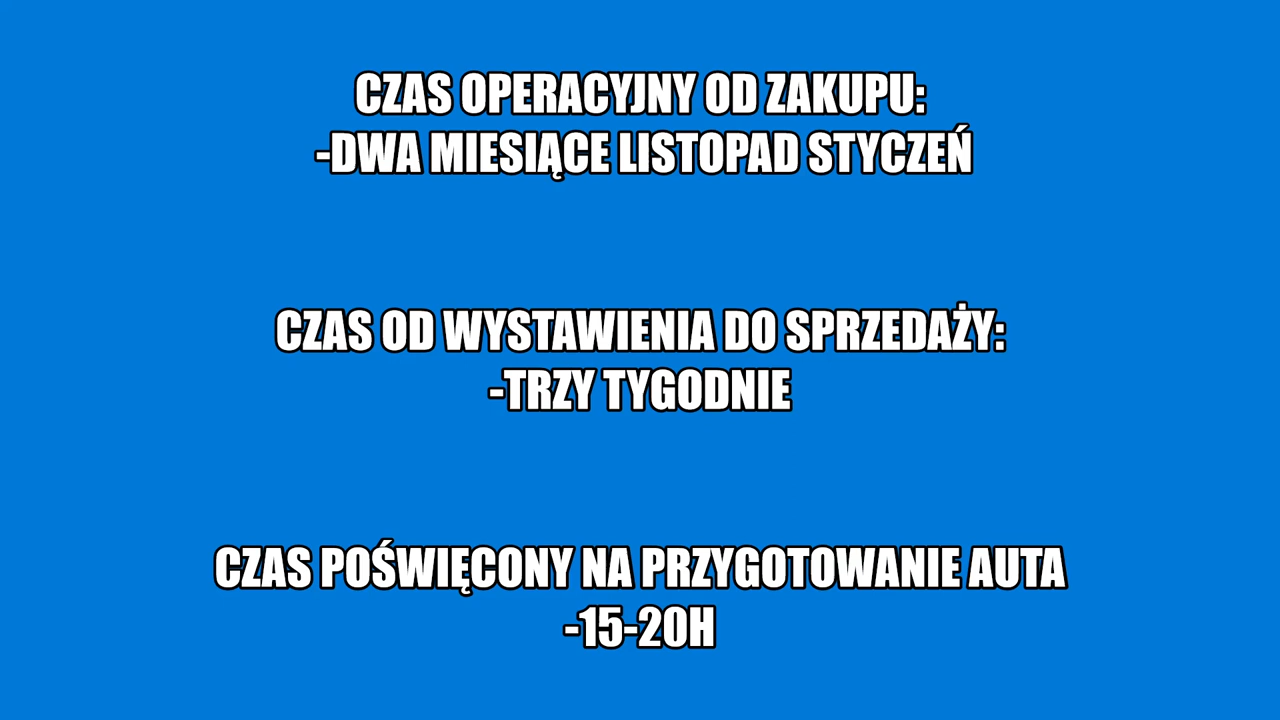 CZAS OPERACYJNY OD ZAKUPU:
-DWA MIESIĄCE LISTOPAD STYCZEŃ
CZAS OD WYSTAWIENIA DO SPRZEDAŻY:
-TRZY TYGODNIE
CZAS POŚWIĘCONY NA PRZYGOTOWANIE AUTA
-15-20H